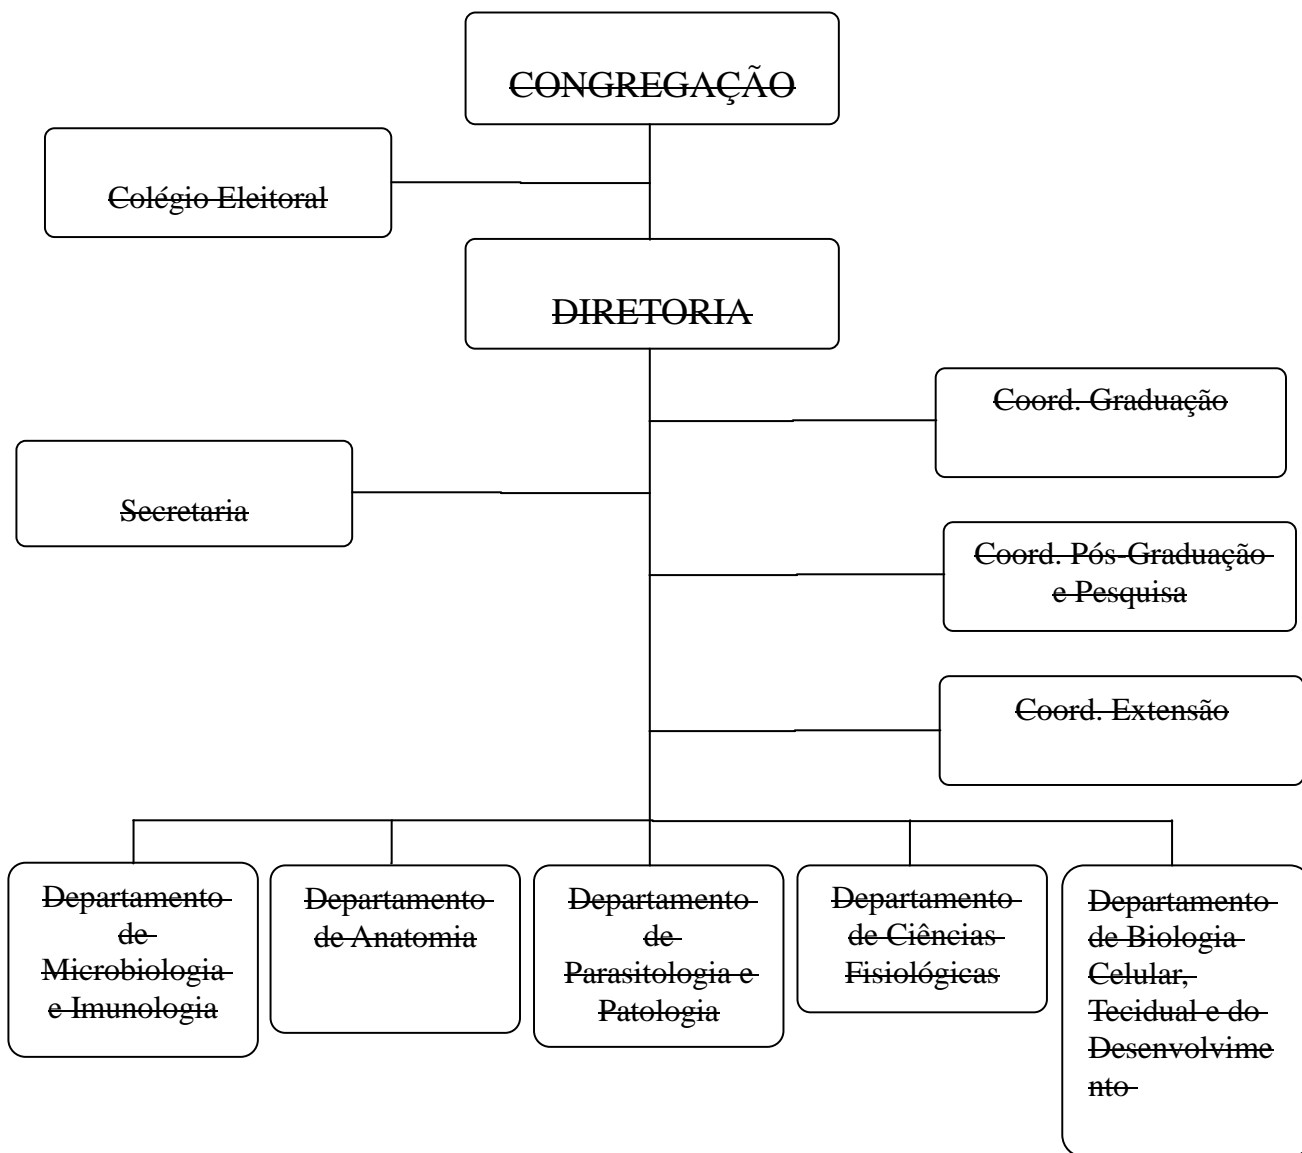 CONGREGAÇÃO
Colégio Eleitoral
DIRETORIA
Coord. Graduação
Secretaria
Coord. Pós-Graduação
e Pesquisa
Coord. Extensão
Departamento
de
Microbiologia
e Imunologia
Departamento
de Anatomia
Departamento
de
Parasitologia e
Patologia
Departamento
de Ciências
Fisiológicas
Departamento
de Biologia
Celular,
Tecidual e do
Desenvolvime
nto